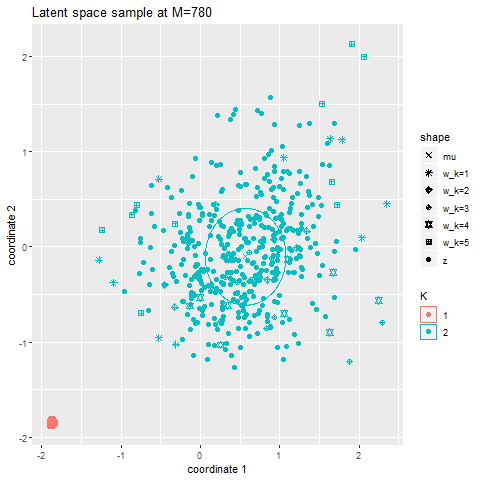 Latent space sample at M=780
2
1
0
-1
-2
coordinate 2
-2
-1
0
1
2
coordinate 1
shape
mu
w_k=1
w_k=2
w_k=3
w_k=4
w_k=5
z
K
1
2